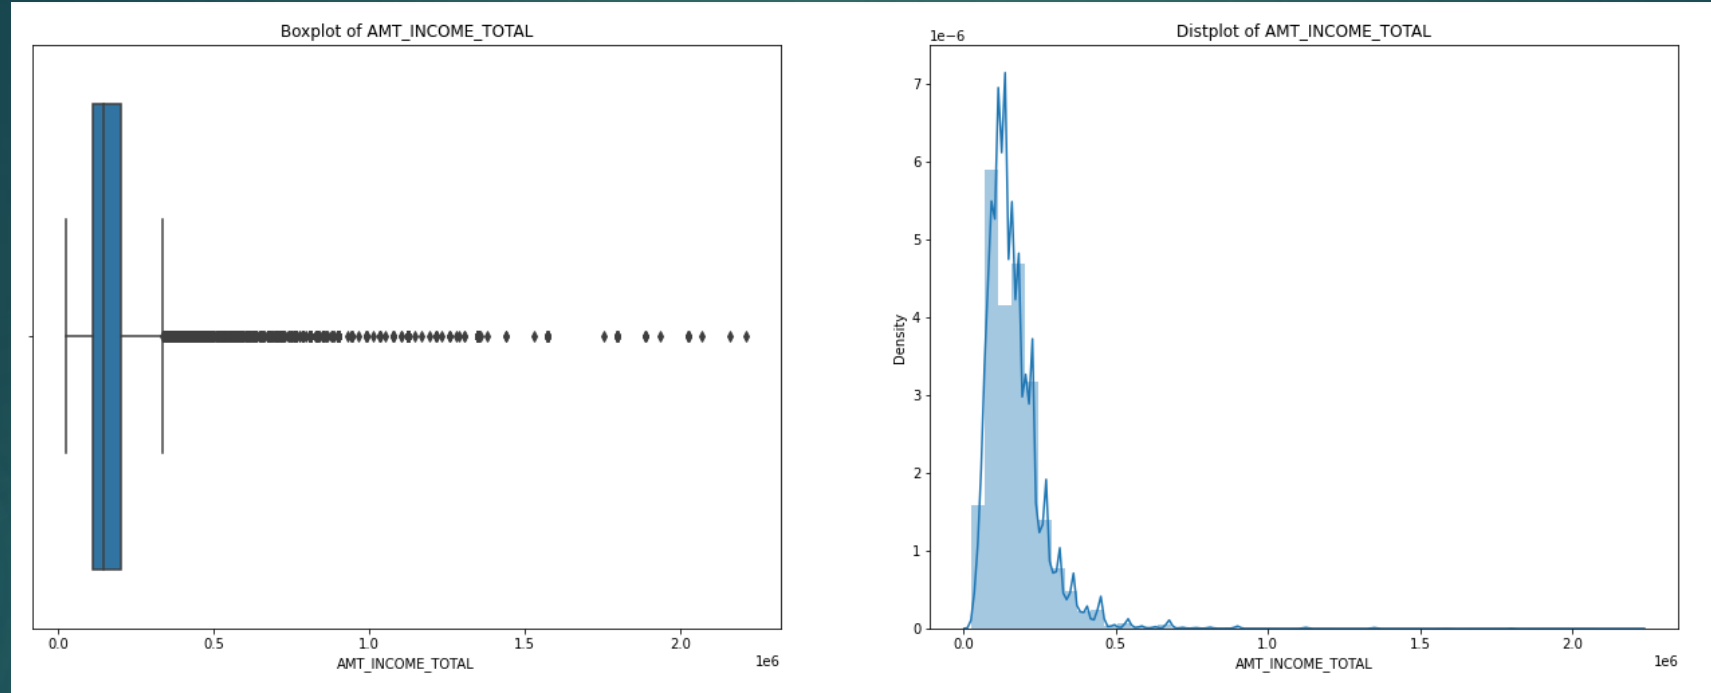 Boxplot of AMT_INCOME_TOTAL
0.0 0.5 1.0 1.5 2.0
1e6
AMT_INCOME_TOTAL
Distplot of AMT_INCOME_TOTAL
1e−6
7
6
5
4
3
2
1
0
Density
0.0 0.5 1.0 1.5 2.0
1e6
AMT_INCOME_TOTAL